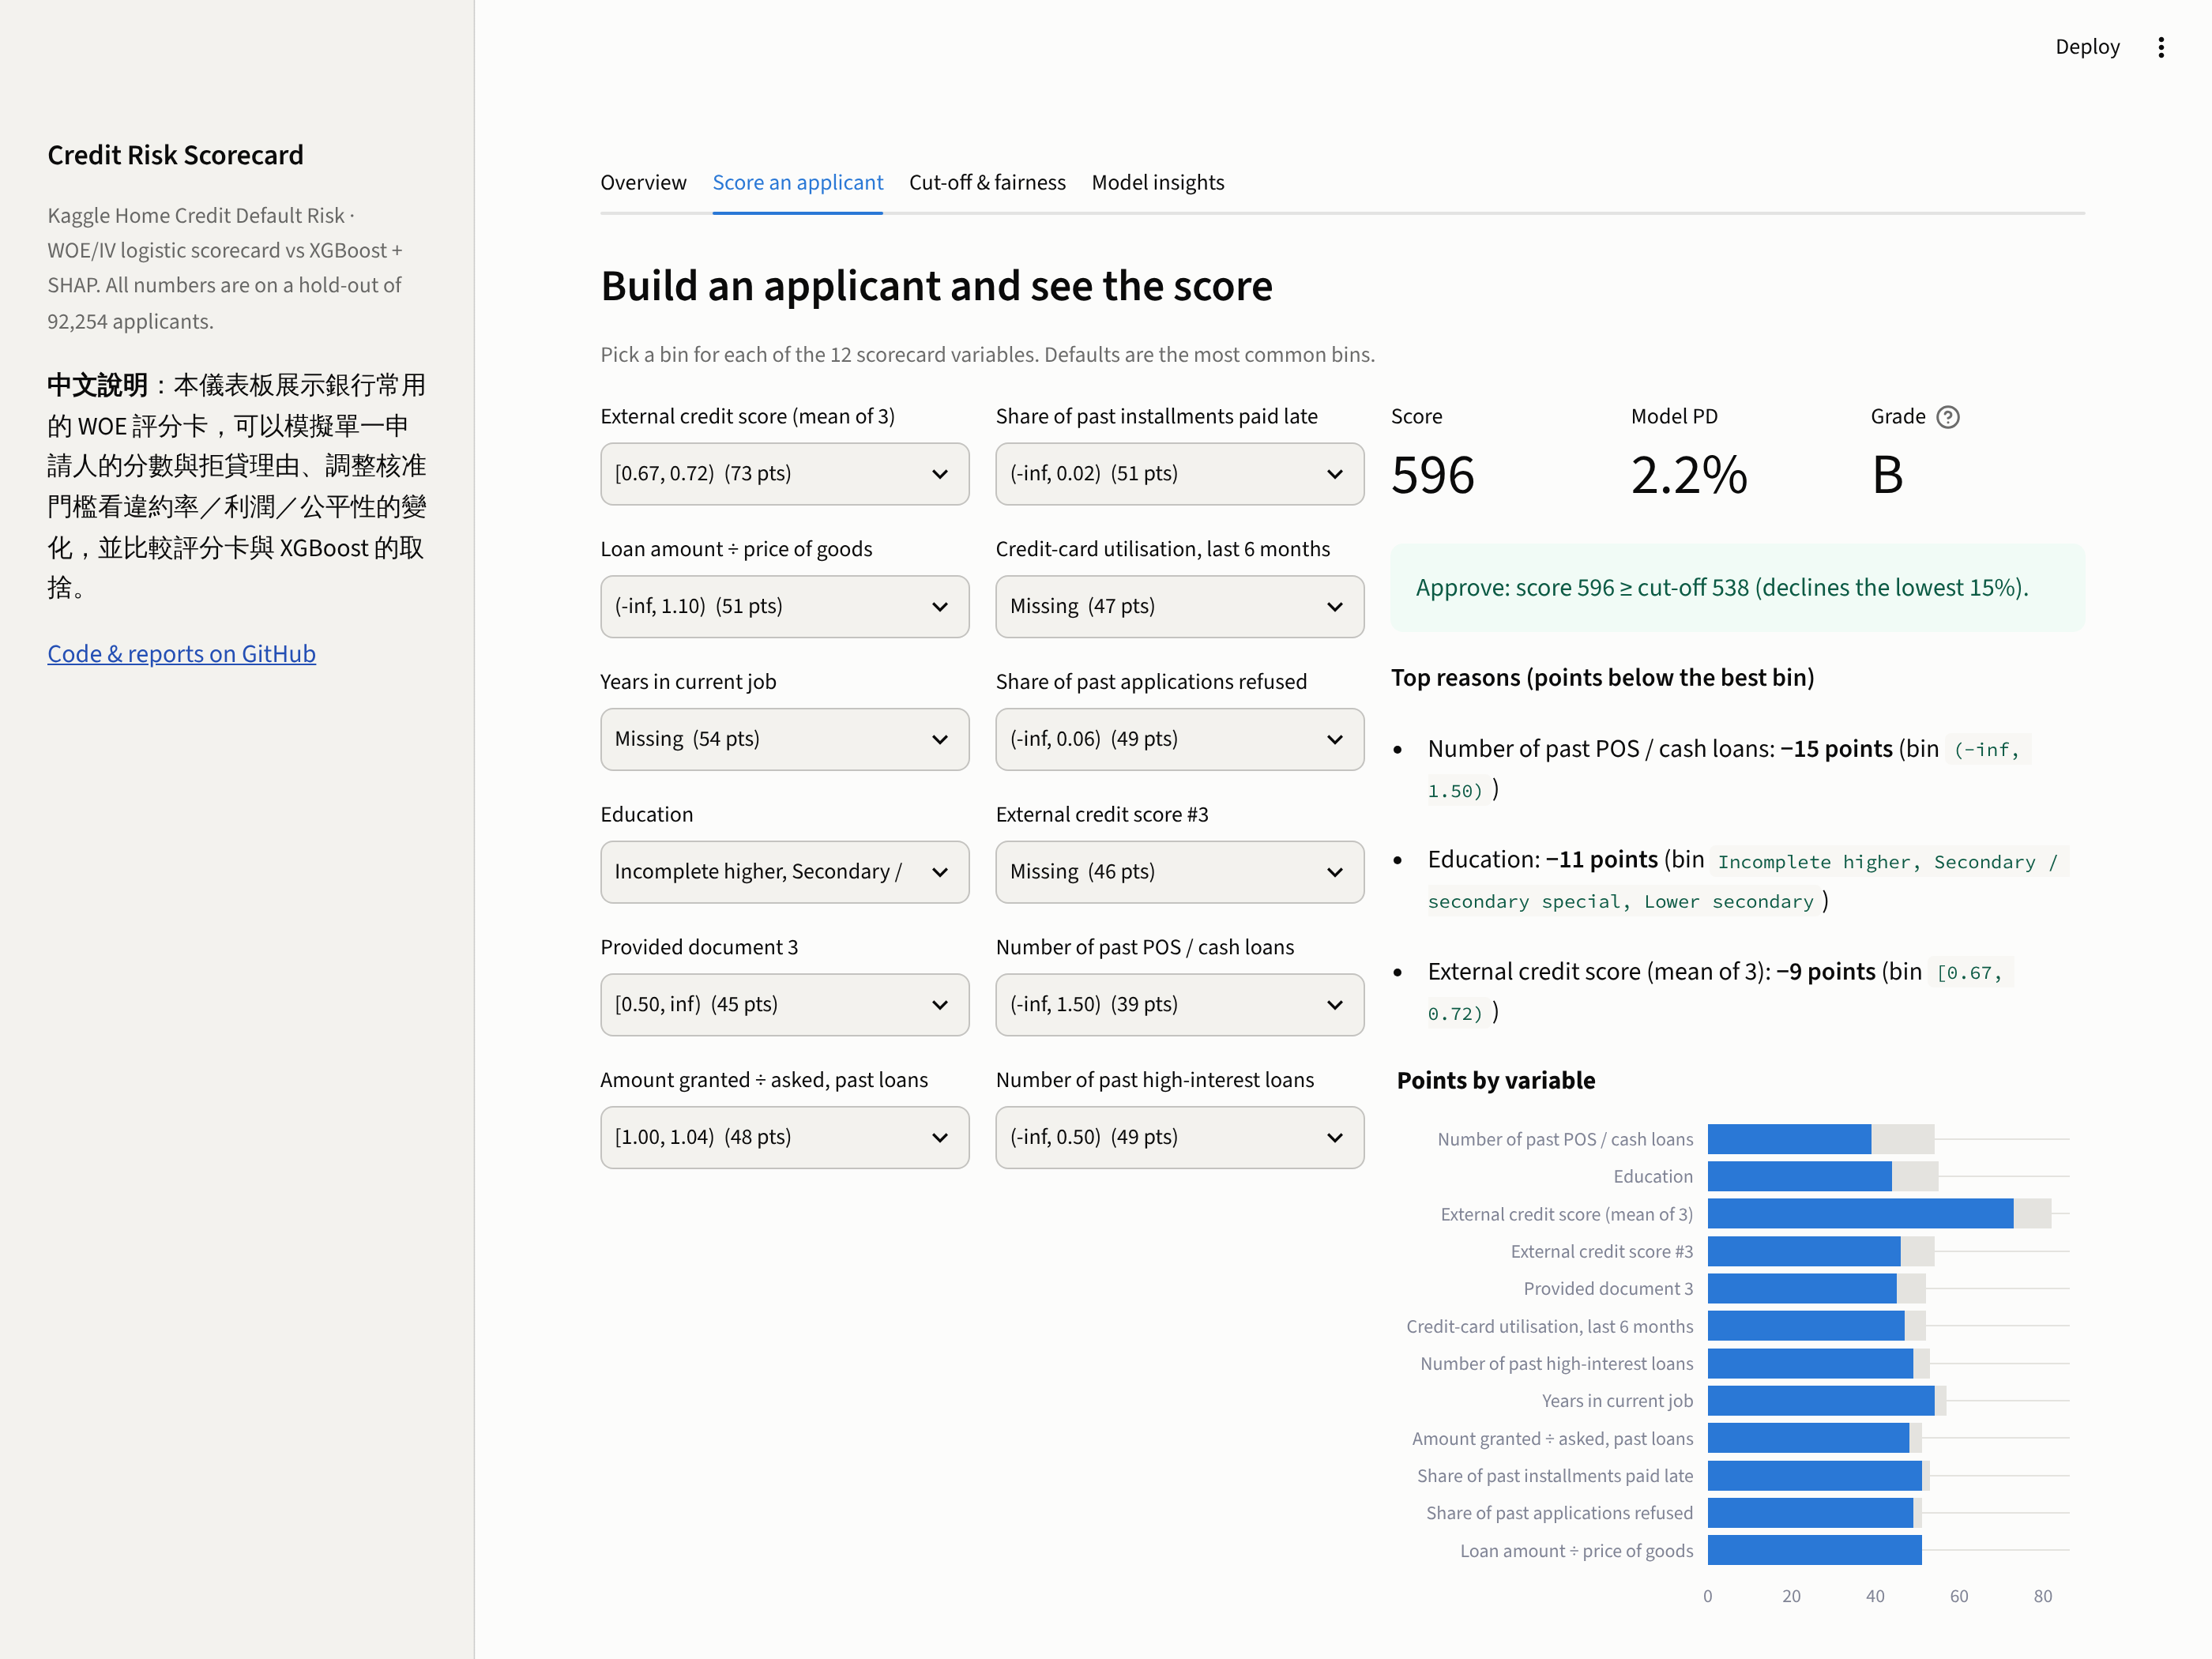 Deploy
Credit Risk Scorecard
Kaggle Home Credit Default Risk ·
WOE/IV logistic scorecard vs XGBoost +
SHAP. All numbers are on a hold-out of
92,254 applicants.
中文說明：本儀表板展示銀行常用
的 WOE 評分卡，可以模擬單一申
請人的分數與拒貸理由、調整核准
門檻看違約率／利潤／公平性的變
化，並比較評分卡與 XGBoost 的取
捨。
Code & reports on GitHub
Overview Score an applicant Cut-off & fairness Model insights
Build an applicant and see the score
Pick a bin for each of the 12 scorecard variables. Defaults are the most common bins.
External credit score (mean of 3)
[0.67, 0.72) (73 pts)
Loan amount ÷ price of goods
(-inf, 1.10) (51 pts)
Years in current job
Missing (54 pts)
Education
Incomplete higher, Secondary /
Provided document 3
[0.50, inf) (45 pts)
Amount granted ÷ asked, past loans
[1.00, 1.04) (48 pts)
Share of past installments paid late
(-inf, 0.02) (51 pts)
Credit-card utilisation, last 6 months
Missing (47 pts)
Share of past applications refused
(-inf, 0.06) (49 pts)
External credit score #3
Missing (46 pts)
Number of past POS / cash loans
(-inf, 1.50) (39 pts)
Number of past high-interest loans
(-inf, 0.50) (49 pts)
Score Model PD Grade ?
596 2.2% B
Approve: score 596 ≥ cut-off 538 (declines the lowest 15%).
Top reasons (points below the best bin)
• Number of past POS / cash loans: −15 points (bin (-inf,
1.50) )
• Education: −11 points (bin Incomplete higher, Secondary /
secondary special, Lower secondary )
• External credit score (mean of 3): −9 points (bin [0.67,
0.72) )
Points by variable
Number of past POS / cash loans
Education
External credit score (mean of 3)
External credit score #3
Provided document 3
Credit-card utilisation, last 6 months
Number of past high-interest loans
Years in current job
Amount granted ÷ asked, past loans
Share of past installments paid late
Share of past applications refused
Loan amount ÷ price of goods
0 20 40 60 80